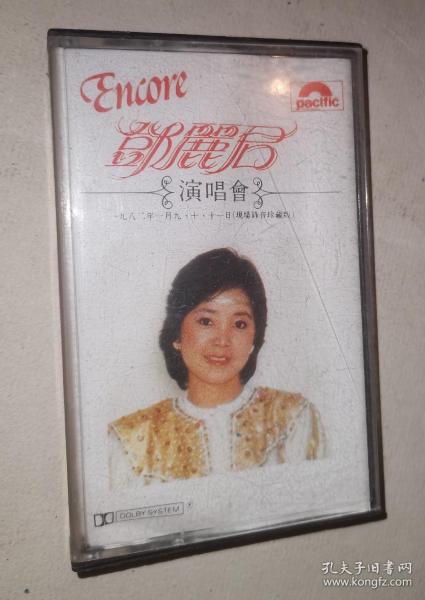 Encore
pacific
鄧麗君
演唱會
一九八二年一月九·十·十一日(現場錄音珍藏版)
DOLBY SYSTEM
孔夫子旧书网
www.kongfz.com